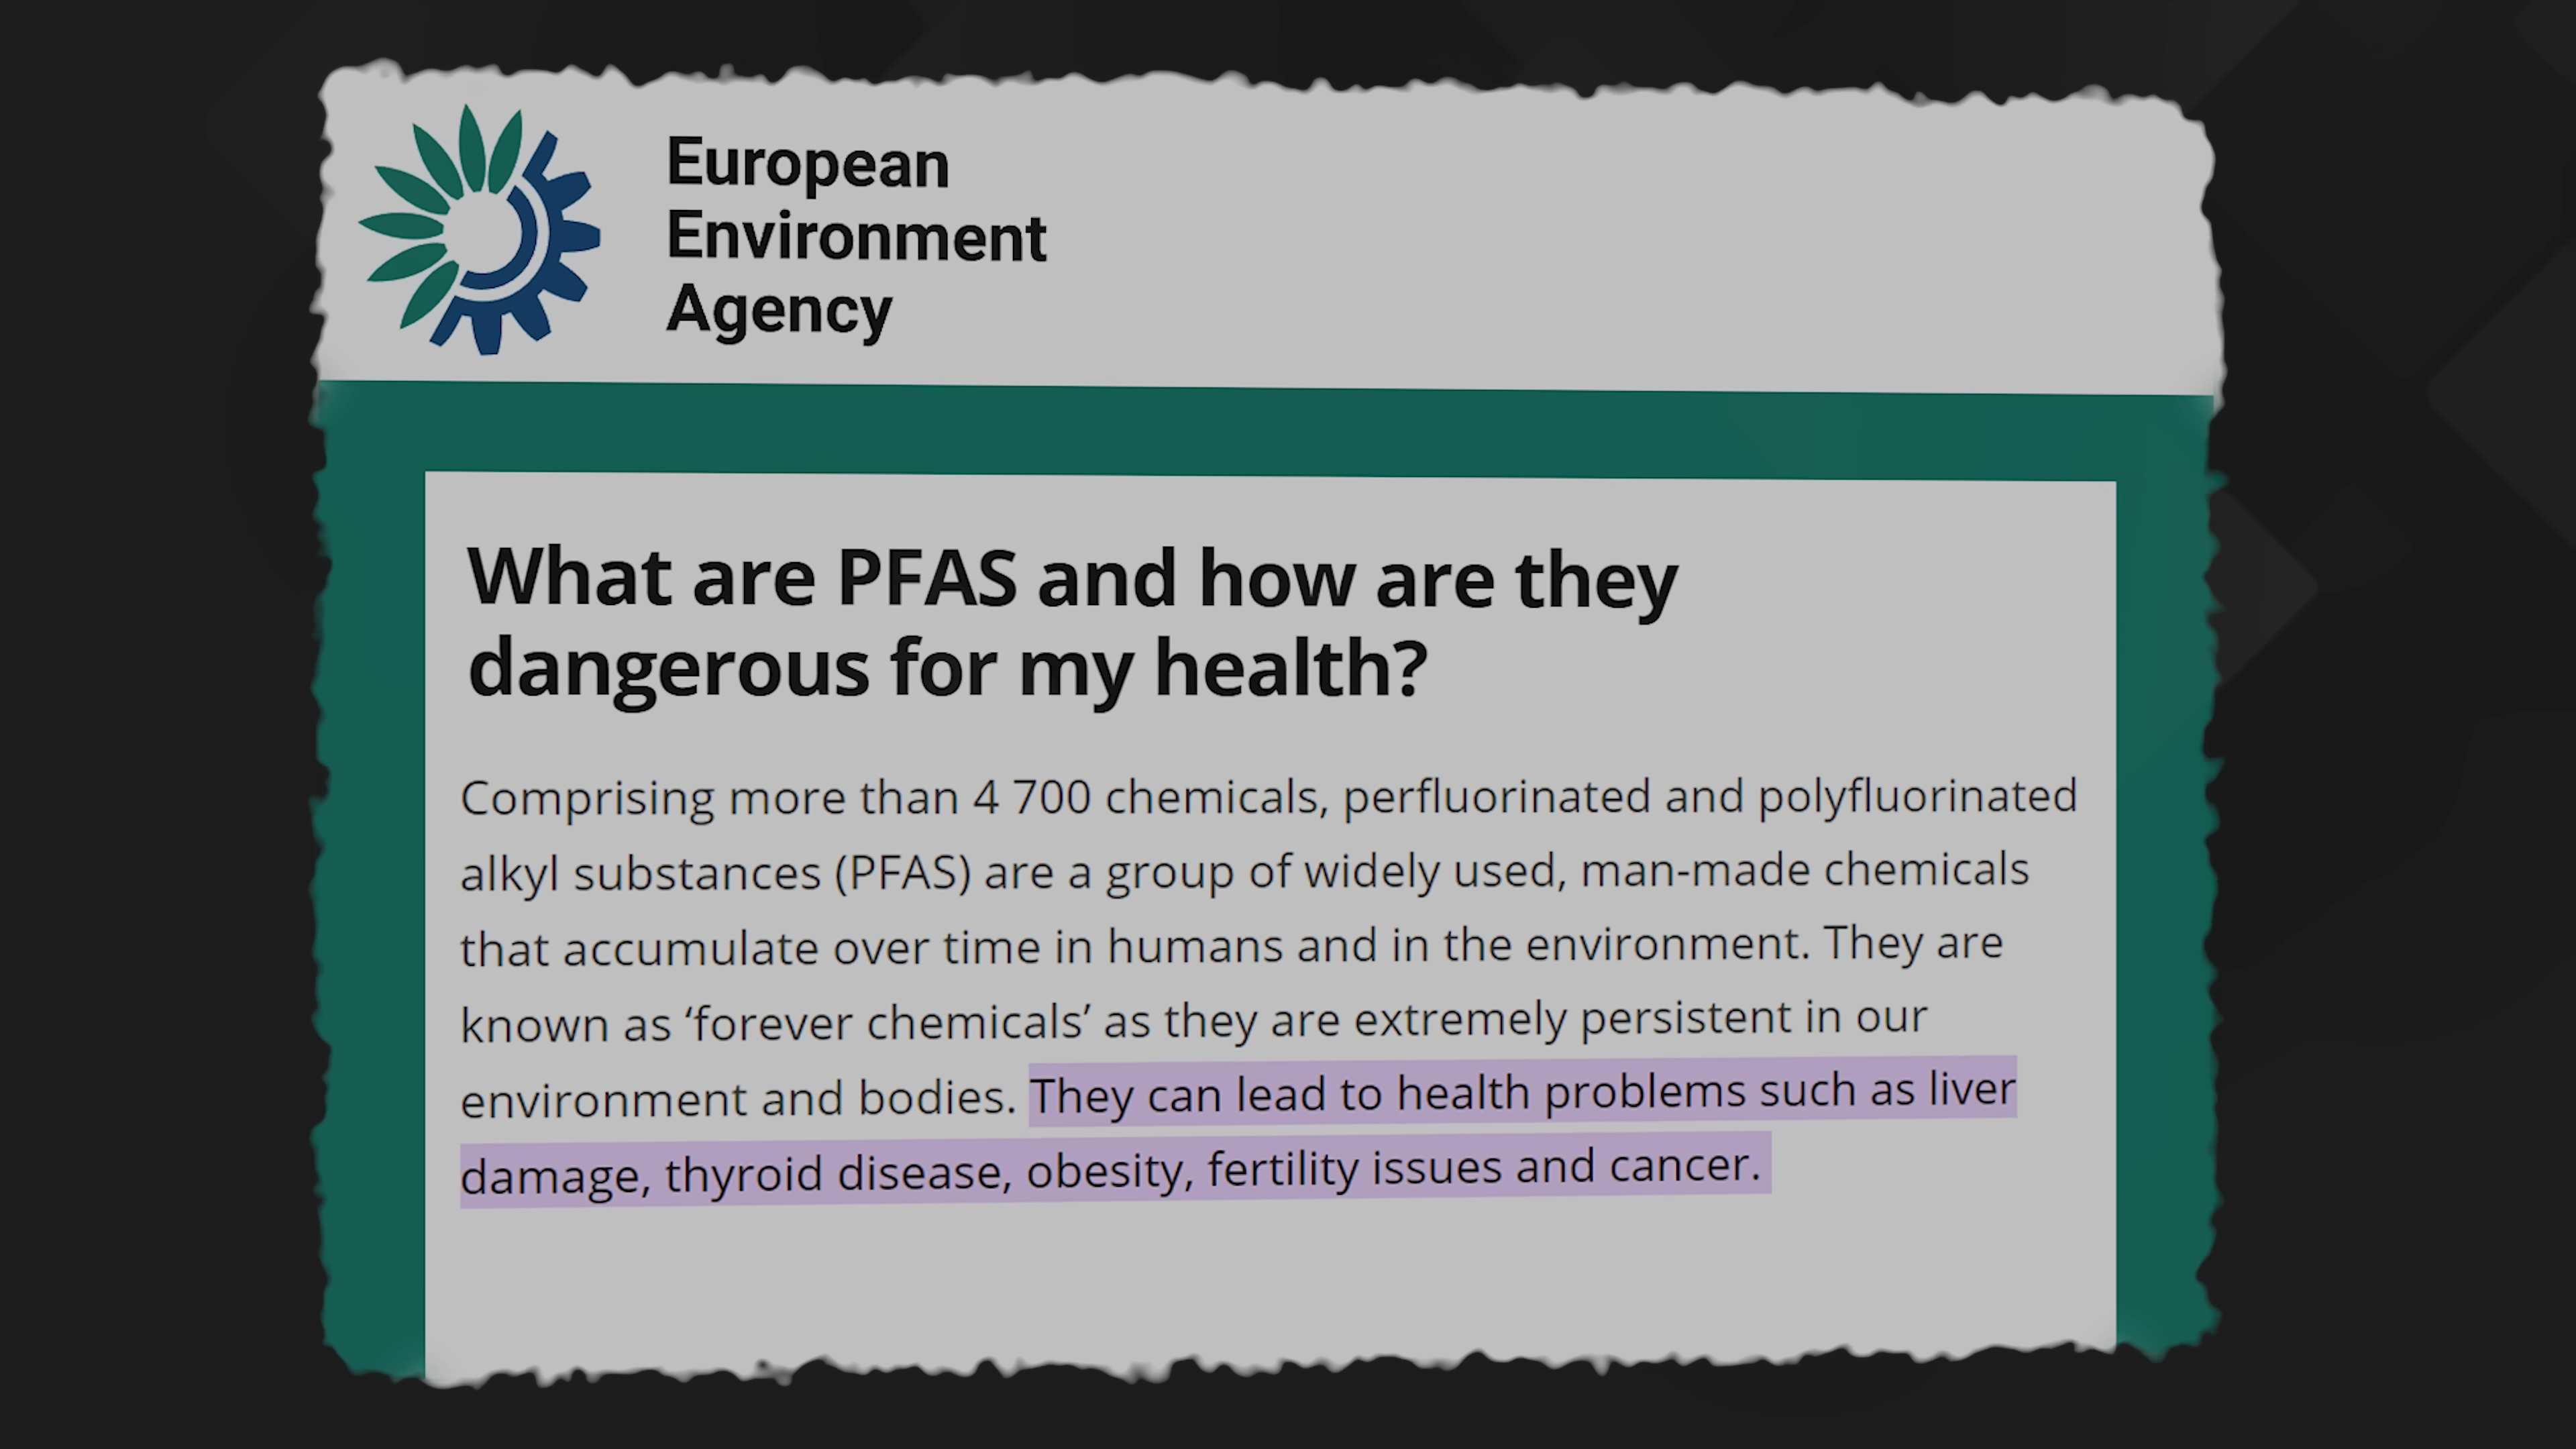 European
Environment
Agency
What are PFAS and how are they
dangerous for my health?
Comprising more than 4 700 chemicals, perfluorinated and polyfluorinated
alkyl substances (PFAS) are a group of widely used, man-made chemicals
that accumulate over time in humans and in the environment. They are
known as ‘forever chemicals’ as they are extremely persistent in our
environment and bodies. They can lead to health problems such as liver
damage, thyroid disease, obesity, fertility issues and cancer.